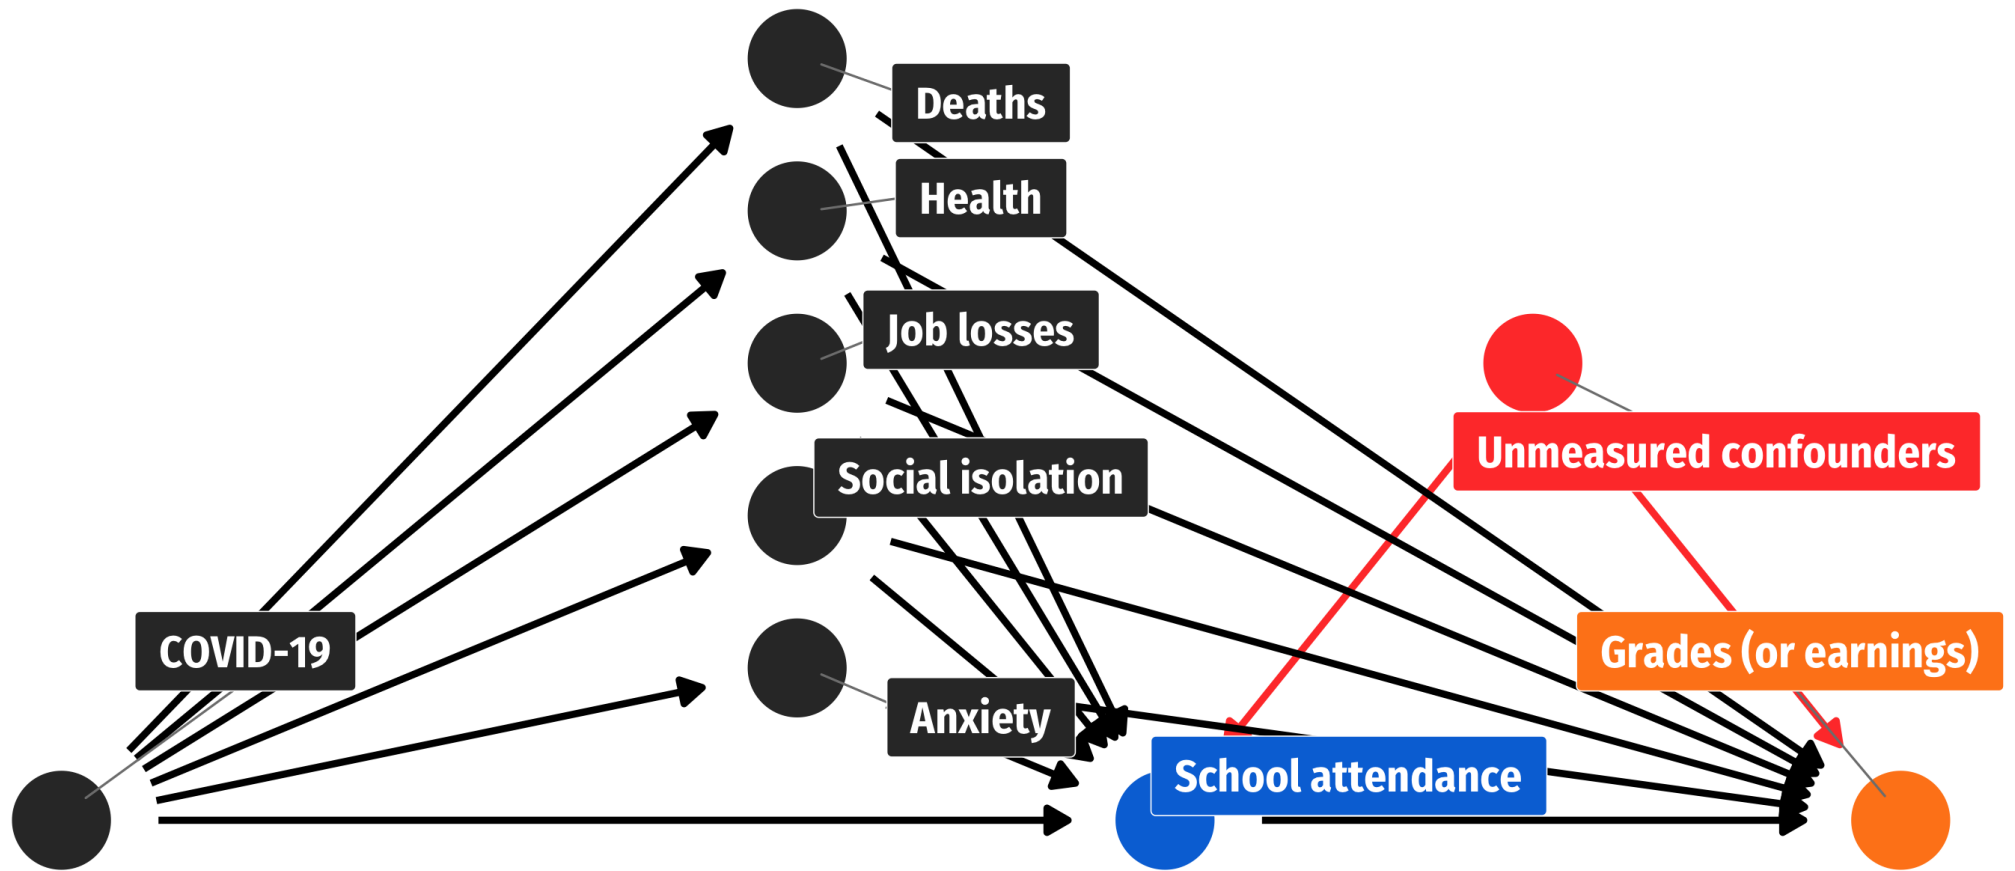 Deaths
Health
Job losses
Unmeasured confounders
Social isolation
COVID-19
Grades (or earnings)
Anxiety
School attendance